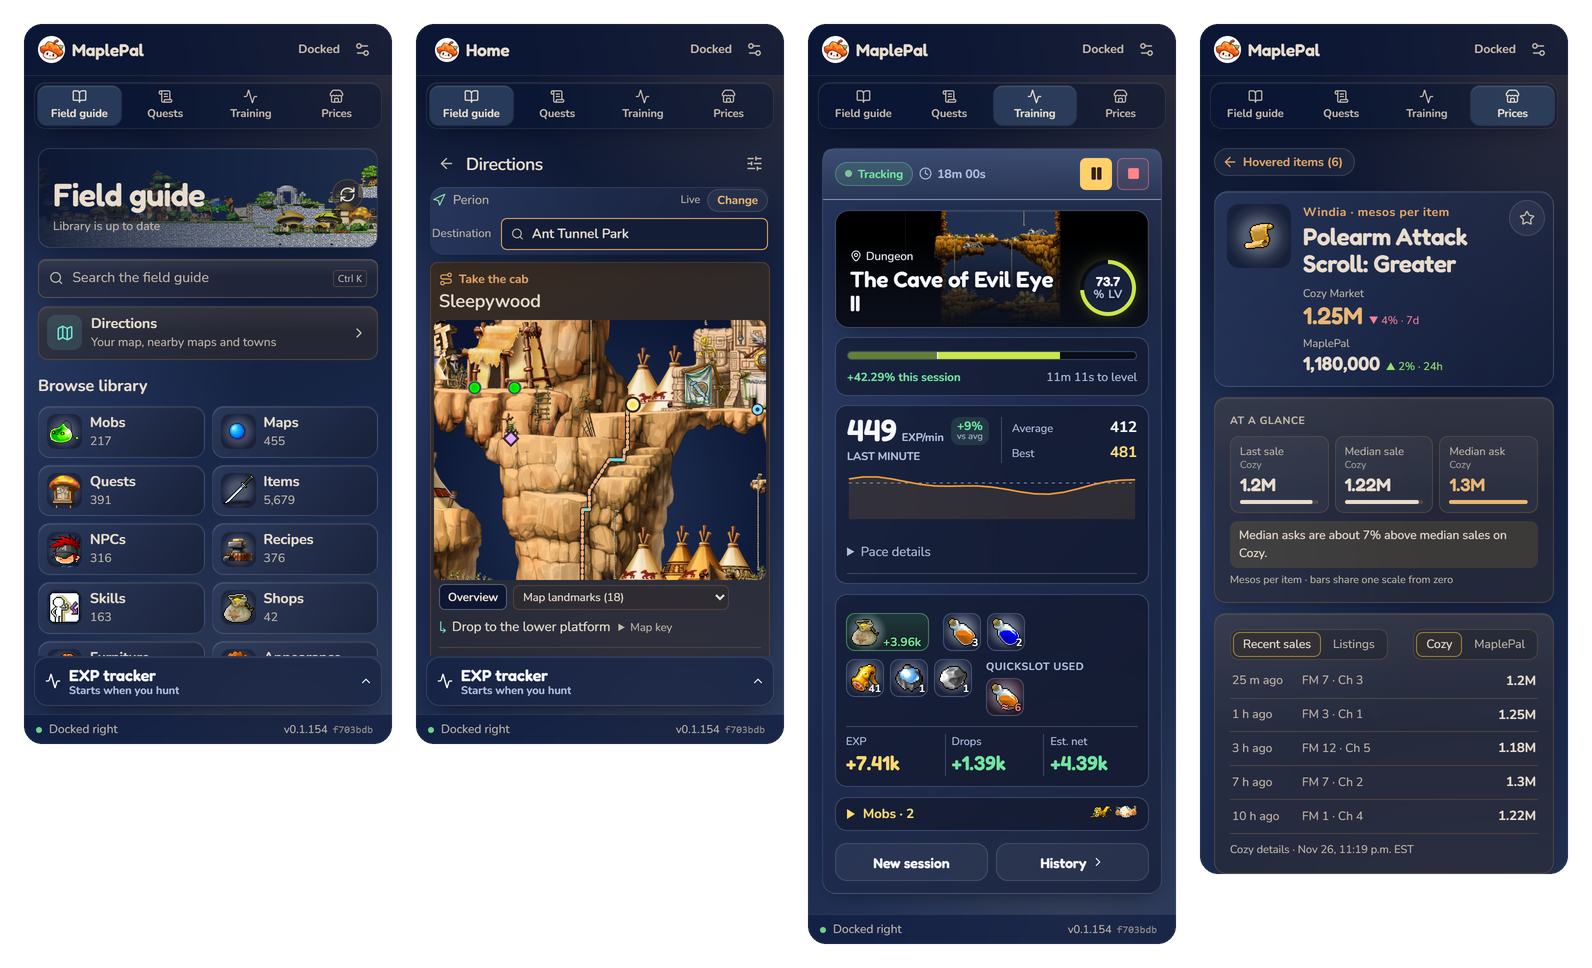 MaplePal
Docked
Field guide
Quests
Training
Prices
Field guide
Library is up to date
Search the field guide
Ctrl K
Directions
Your map, nearby maps and towns
Browse library
Mobs
217
Maps
455
Quests
391
Items
5,679
NPCs
316
Recipes
376
Skills
163
Shops
42
Furniture
Appearance
EXP tracker
Starts when you hunt
Docked right
v0.1.154 f703bdb
Home
Docked
Field guide
Quests
Training
Prices
Directions
Perion
Live
Change
Destination
Ant Tunnel Park
Take the cab
Sleepywood
Overview
Map landmarks (18)
Drop to the lower platform
Map key
EXP tracker
Starts when you hunt
Docked right
v0.1.154 f703bdb
MaplePal
Docked
Field guide
Quests
Training
Prices
Tracking
18m 00s
Dungeon
The Cave of Evil Eye
II
73.7
% LV
+42.29% this session
11m 11s to level
449 EXP/min
+9%
vs avg
LAST MINUTE
Average
412
Best
481
Pace details
+3.96k
3
2
41
1
1
QUICKSLOT USED
≈6
EXP
+7.41k
Drops
+1.39k
Est. net
+4.39k
Mobs · 2
New session
History
Docked right
v0.1.154 f703bdb
MaplePal
Docked
Field guide
Quests
Training
Prices
Hovered items (6)
Windia · mesos per item
Polearm Attack
Scroll: Greater
Cozy Market
1.25M ▼ 4% · 7d
MaplePal
1,180,000 ▲ 2% · 24h
AT A GLANCE
Last sale
Cozy
1.2M
Median sale
Cozy
1.22M
Median ask
Cozy
1.3M
Median asks are about 7% above median sales on
Cozy.
Mesos per item · bars share one scale from zero
Recent sales
Listings
Cozy
MaplePal
25 m ago FM 7 · Ch 3 1.2M
1 h ago FM 3 · Ch 1 1.25M
3 h ago FM 12 · Ch 5 1.18M
7 h ago FM 7 · Ch 2 1.3M
10 h ago FM 1 · Ch 4 1.22M
Cozy details · Nov 26, 11:19 p.m. EST